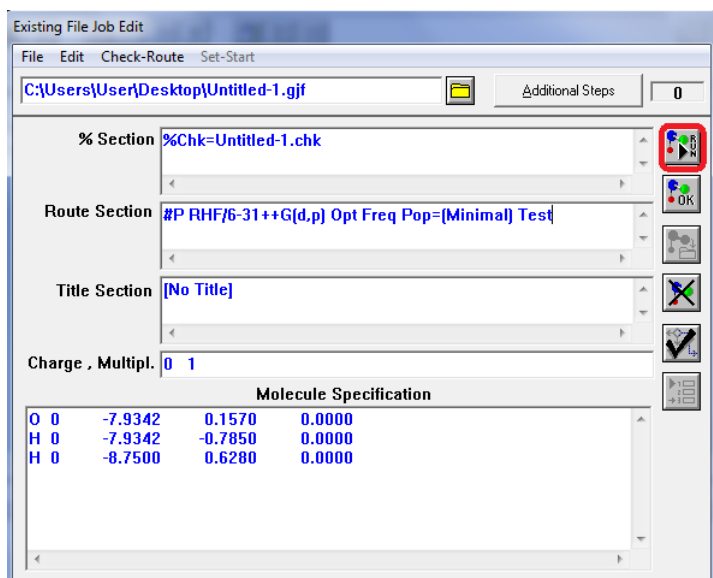 Existing File Job Edit
File Edit Check-Route Set-Start
C:\Users\User\Desktop\Untitled-1.gjf Additional Steps 0
% Section %Chk=Untitled-1.chk
RUN
OK
Route Section #P RHF/6-31++G(d,p) Opt Freq Pop=(Minimal) Test
Title Section [No Title]
Charge , Multipl. 0 1
Molecule Specification
O 0 -7.9342 0.1570 0.0000
H 0 -7.9342 -0.7850 0.0000
H 0 -8.7500 0.6280 0.0000